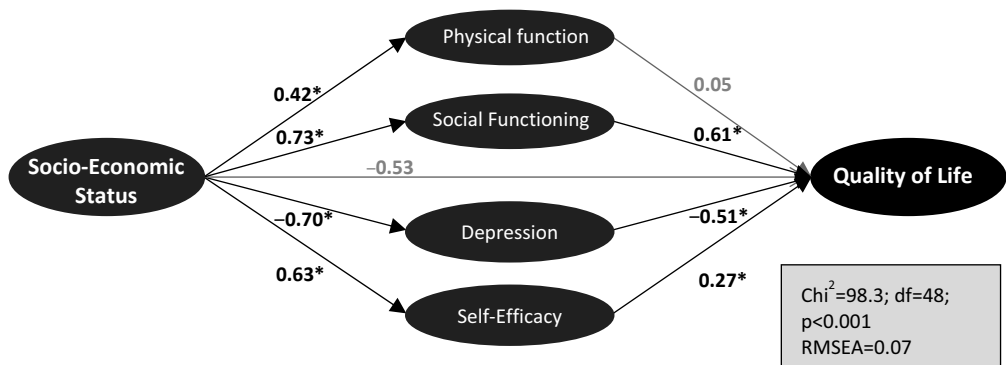 Physical function
0.42*
0.05
Social Functioning
0.73*
0.61*
Socio-Economic
Status
–0.53
Quality of Life
–0.70*
Depression
–0.51*
0.63*
Self-Efficacy
0.27*
Chi²=98.3; df=48;
p<0.001
RMSEA=0.07